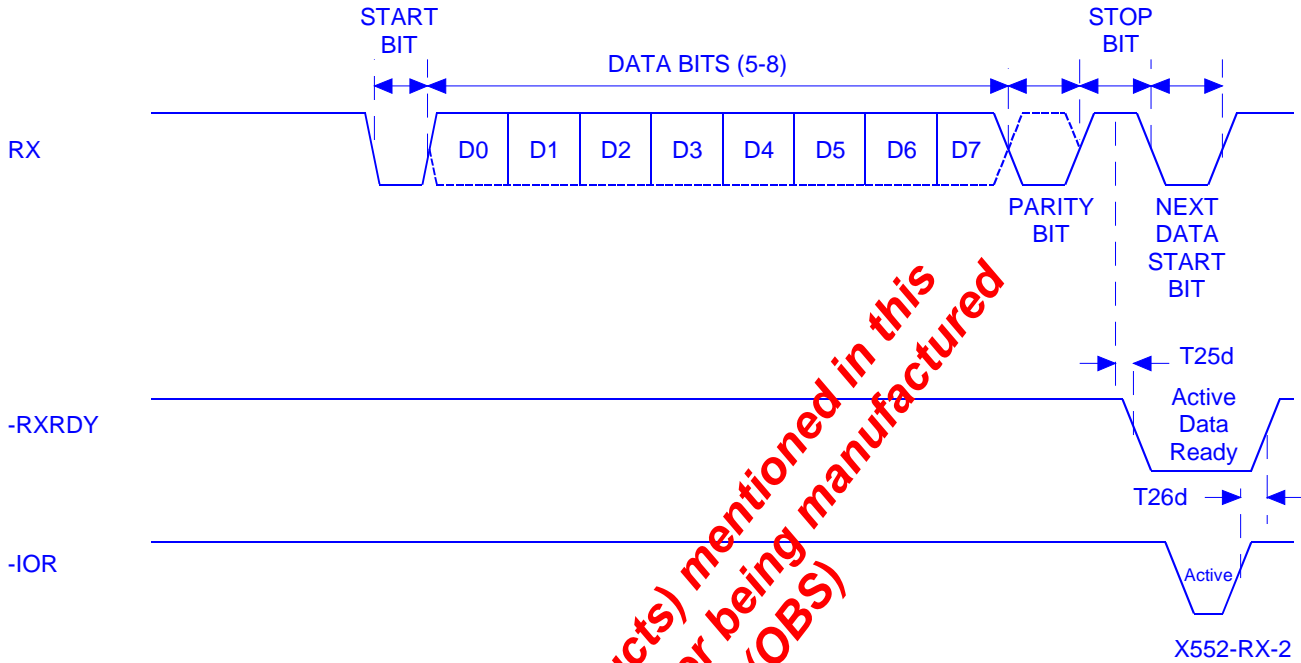 START
BIT
DATA BITS (5-8)
STOP
BIT
RX
D0 D1 D2 D3 D4 D5 D6 D7
PARITY
BIT
NEXT
DATA
START
BIT
T25d
-RXRDY
Active
Data
Ready
T26d
-IOR
Active
X552-RX-2
mentioned in this
being manufactured
(OBS)